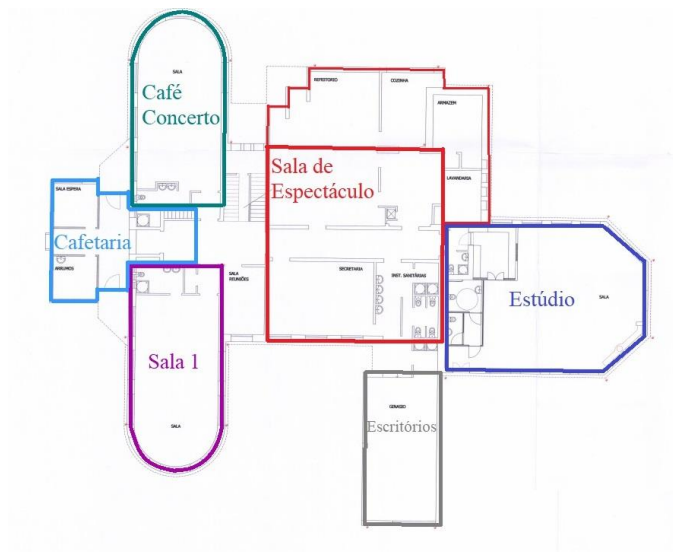 SALA
Café
Concerto
REFEITORIO
COZINHA
ARMAZEM
Sala de
Espectáculo
LAVANDARIA
SALA ESPERA
Cafetaria
ARRUMOS
SALA
REUNIÕES
SECRETARIA
INST. SANITÁRIAS
Estúdio
SALA
Sala 1
SALA
GINASIO
Escritórios